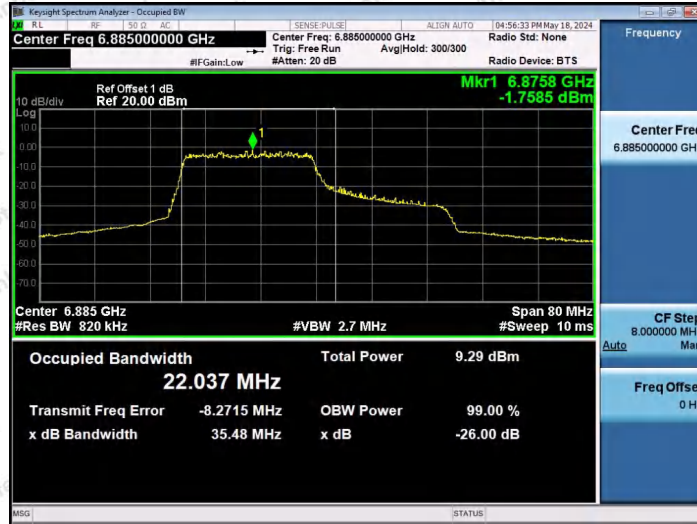 Keysight Spectrum Analyzer - Occupied BW
RL RF 50 Ω AC SENSE:PULSE ALIGN AUTO 04:56:33 PM May 18, 2024
Center Freq 6.885000000 GHz
Center Freq: 6.885000000 GHz
Radio Std: None
Trig: Free Run Avg|Hold: 300/300
#IFGain:Low #Atten: 20 dB Radio Device: BTS
Frequency
Ref Offset 1 dB
10 dB/div Ref 20.00 dBm
Mkr1 6.8758 GHz
-1.7585 dBm
Log
10.0
0.00
-10.0
-20.0
-30.0
-40.0
-50.0
-60.0
-70.0
1
Center 6.885 GHz Span 80 MHz
#Res BW 820 kHz #VBW 2.7 MHz #Sweep 10 ms
Occupied Bandwidth Total Power 9.29 dBm
22.037 MHz
Transmit Freq Error -8.2715 MHz OBW Power 99.00 %
x dB Bandwidth 35.48 MHz x dB -26.00 dB
Center Fre
6.885000000 GH
CF Step
8.000000 MH
Auto Ma
Freq Offse
0 H
MSG STATUS